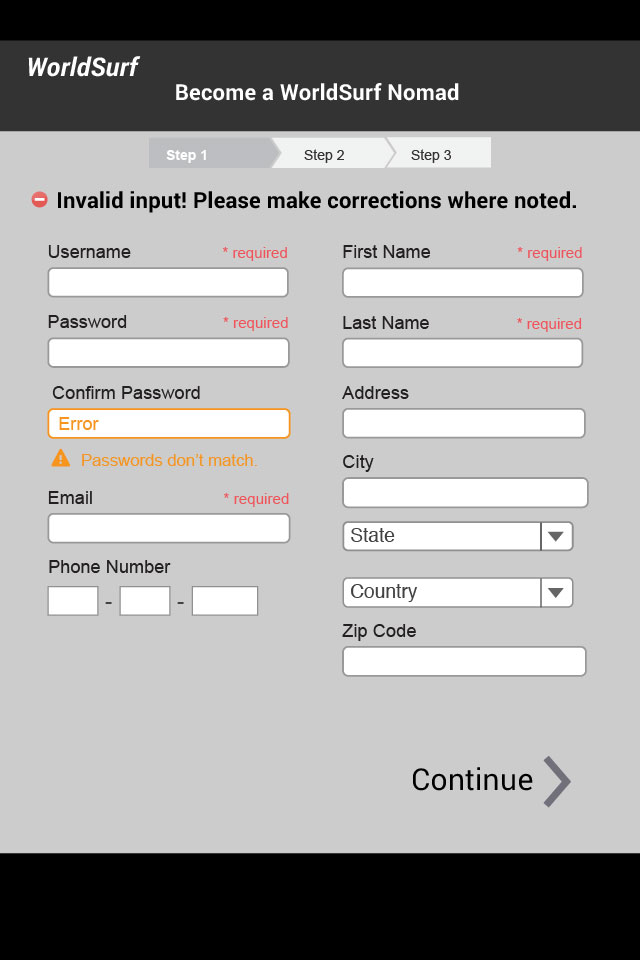 WorldSurf
Become a WorldSurf Nomad
Step 1
Step 2
Step 3
Invalid input! Please make corrections where noted.
Username * required
Password * required
Confirm Password
Error
Passwords don't match.
Email * required
Phone Number
- -
First Name * required
Last Name * required
Address
City
State
Country
Zip Code
Continue